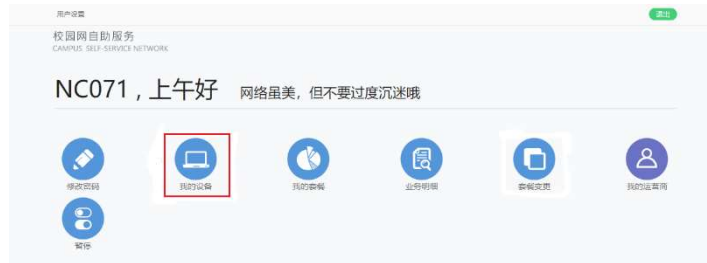 用户设置 退出
校园网自助服务
CAMPUS SELF-SERVICE NETWORK
NC071，上午好 网络虽美，但不要过度沉迷哦
修改密码 我的设备 我的套餐 业务明细 套餐变更 我的运营商
暂停